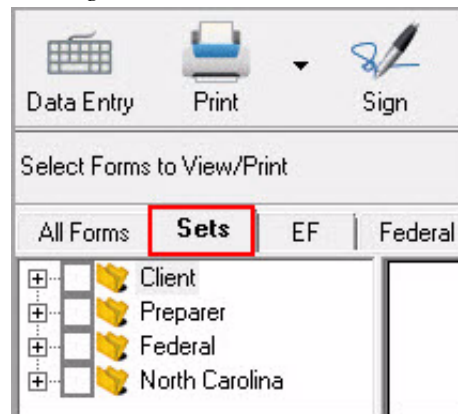 Data Entry Print Sign
Select Forms to View/Print
All Forms Sets EF Federal
Client
Preparer
Federal
North Carolina